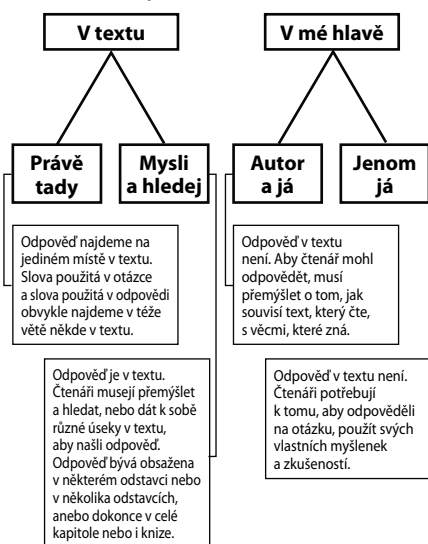 V textu
V mé hlavě
Právě
tady
Mysli
a hledej
Autor
a já
Jenom
já
Odpověď najdeme na
jediném místě v textu.
Slova použitá v otázce
a slova použitá v odpovědi
obvykle najdeme v téže
větě někde v textu.
Odpověď je v textu.
Čtenáři musejí přemýšlet
a hledat, nebo dát k sobě
různé úseky v textu,
aby našli odpověď.
Odpověď bývá obsažena
v některém odstavci nebo
v několika odstavcích,
anebo dokonce v celé
kapitole nebo i knize.
Odpověď v textu
není. Aby čtenář mohl
odpovědět, musí
přemýšlet o tom, jak
souvisí text, který čte,
s věcmi, které zná.
Odpověď v textu není.
Čtenáři potřebují
k tomu, aby odpověděli
na otázku, použít svých
vlastních myšlenek
a zkušeností.